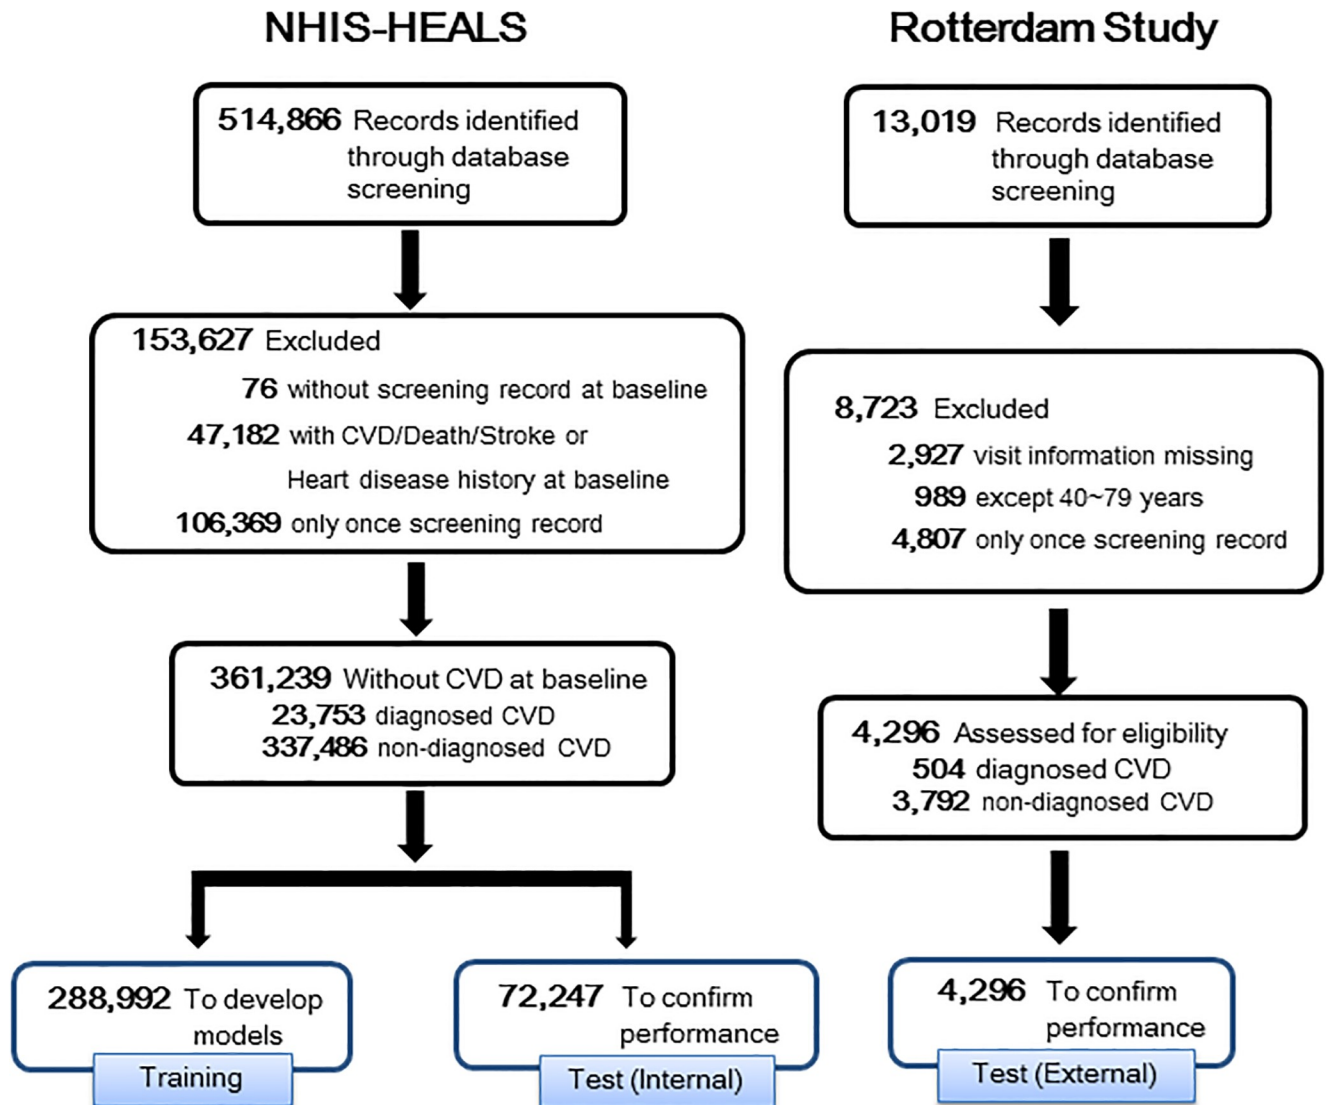 NHIS-HEALS
514,866 Records identified
through database
screening
153,627 Excluded
76 without screening record at baseline
47,182 with CVD/Death/Stroke or
Heart disease history at baseline
106,369 only once screening record
361,239 Without CVD at baseline
23,753 diagnosed CVD
337,486 non-diagnosed CVD
288,992 To develop
models
Training
72,247 To confirm
performance
Test (Internal)
Rotterdam Study
13,019 Records identified
through database
screening
8,723 Excluded
2,927 visit information missing
989 except 40~79 years
4,807 only once screening record
4,296 Assessed for eligibility
504 diagnosed CVD
3,792 non-diagnosed CVD
4,296 To confirm
performance
Test (External)